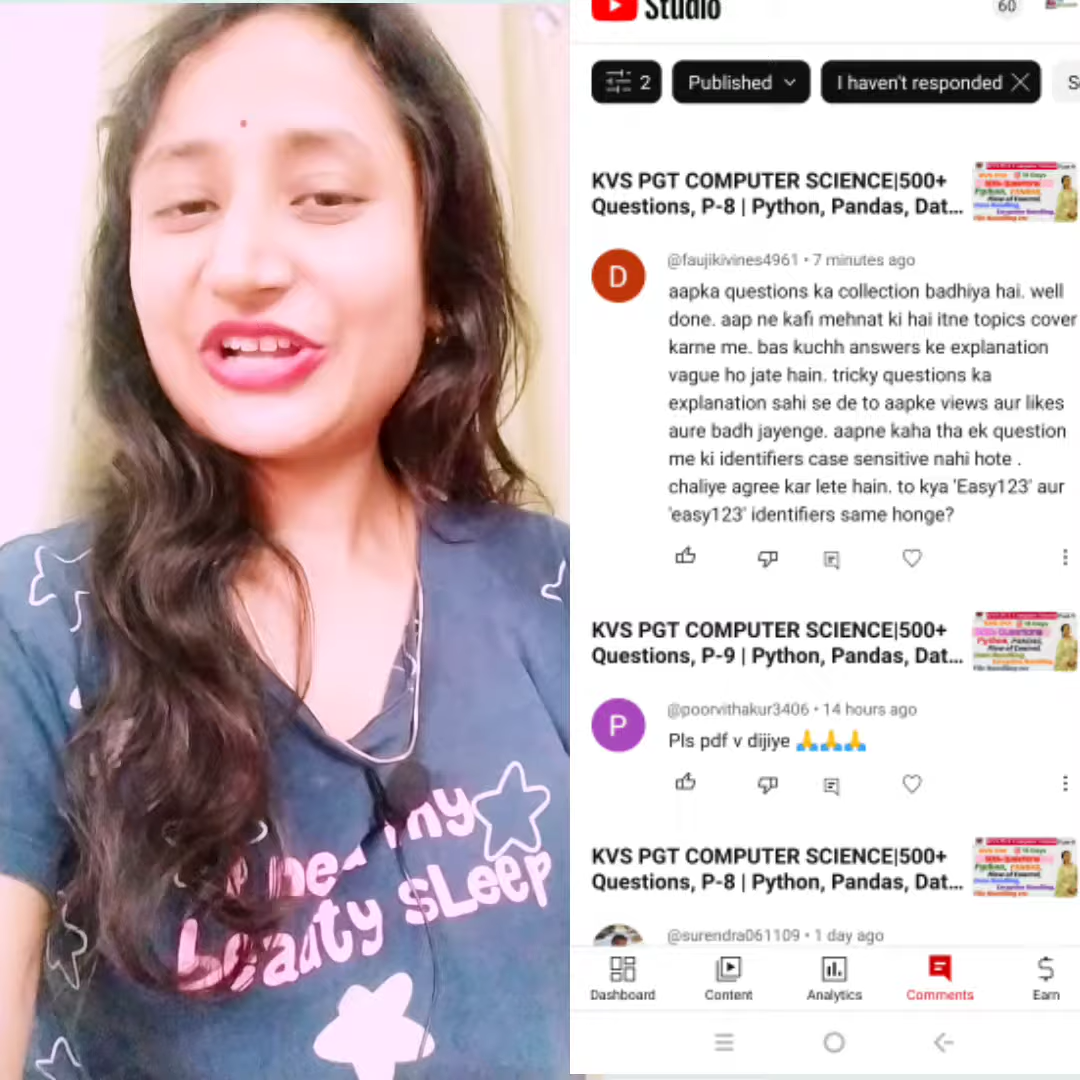 Studio
60
2
Published
I haven't responded
KVS PGT COMPUTER SCIENCE|500+
Questions, P-8 | Python, Pandas, Dat...
D
@faujikivines4961 • 7 minutes ago
aapka questions ka collection badhiya hai. well
done. aap ne kafi mehnat ki hai itne topics cover
karne me. bas kuchh answers ke explanation
vague ho jate hain. tricky questions ka
explanation sahi se de to aapke views aur likes
aure badh jayenge. aapne kaha tha ek question
me ki identifiers case sensitive nahi hote .
chaliye agree kar lete hain. to kya 'Easy123' aur
'easy123' identifiers same honge?
KVS PGT COMPUTER SCIENCE|500+
Questions, P-9 | Python, Pandas, Dat...
P
@poorvithakur3406 • 14 hours ago
Pls pdf v dijiye 🙏🙏🙏
KVS PGT COMPUTER SCIENCE|500+
Questions, P-8 | Python, Pandas, Dat...
@surendra061109 • 1 day ago
Dashboard
Content
Analytics
Comments
Earn
my
beauty sLeep